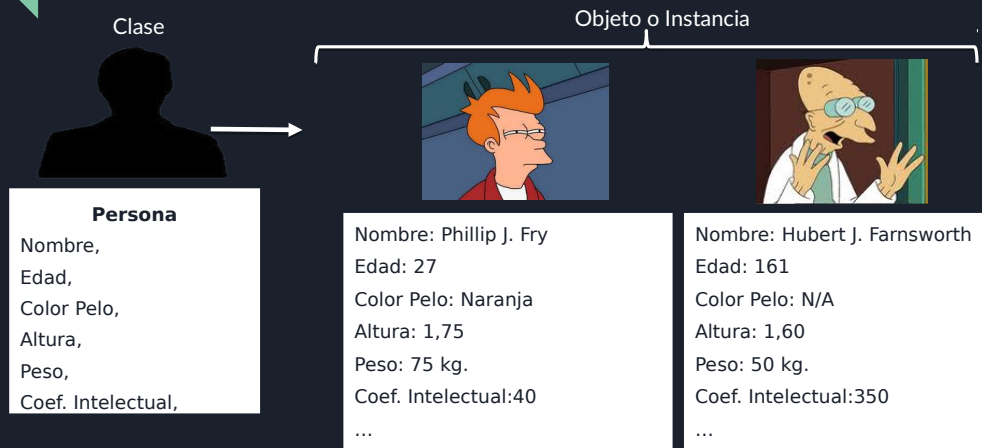 Clase
Objeto o Instancia
Persona
Nombre,
Edad,
Color Pelo,
Altura,
Peso,
Coef. Intelectual,
Nombre: Phillip J. Fry
Edad: 27
Color Pelo: Naranja
Altura: 1,75
Peso: 75 kg.
Coef. Intelectual:40
...
Nombre: Hubert J. Farnsworth
Edad: 161
Color Pelo: N/A
Altura: 1,60
Peso: 50 kg.
Coef. Intelectual:350
...